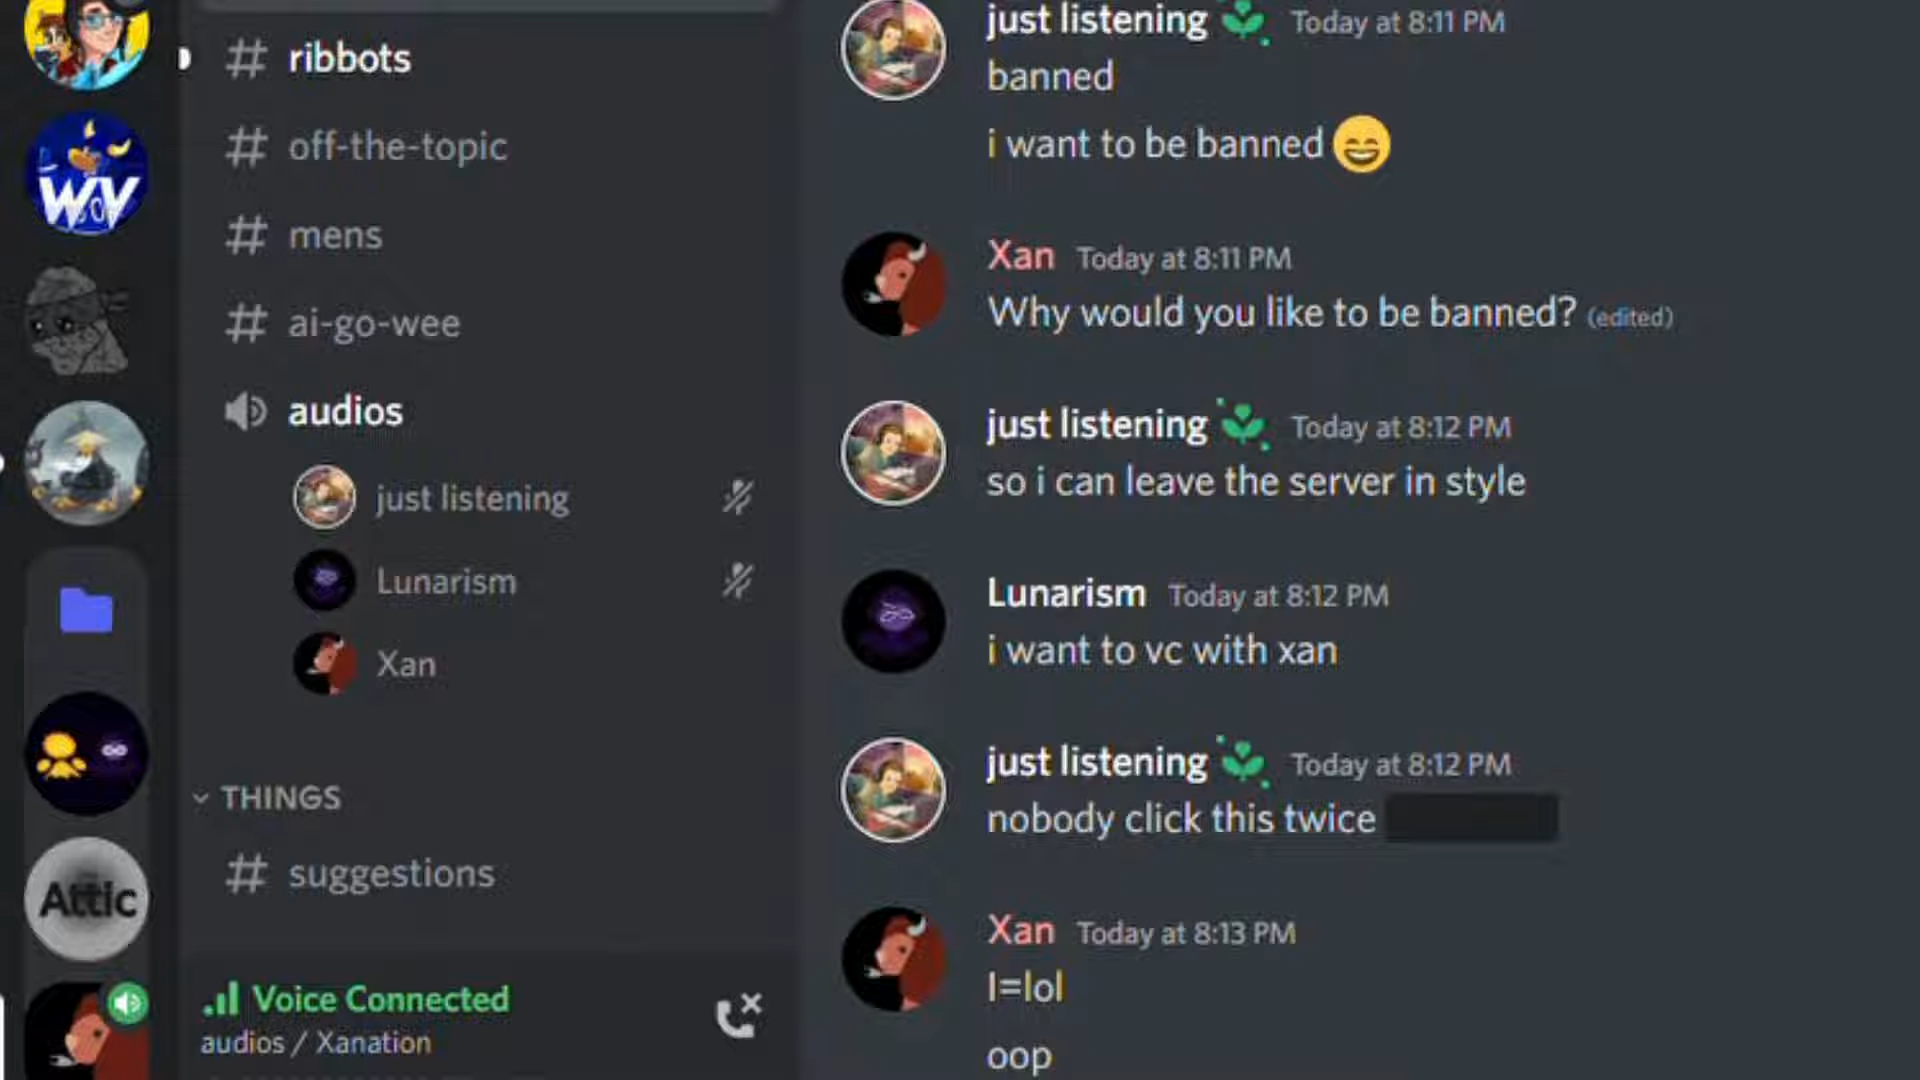 ribbots
off-the-topic
mens
ai-go-wee
audios
just listening
Lunarism
Xan
THINGS
suggestions
Voice Connected
audios / Xanation
WV
Attic
just listening Today at 8:11 PM
banned
i want to be banned
Xan Today at 8:11 PM
Why would you like to be banned? (edited)
just listening Today at 8:12 PM
so i can leave the server in style
Lunarism Today at 8:12 PM
i want to vc with xan
just listening Today at 8:12 PM
nobody click this twice
Xan Today at 8:13 PM
l=lol
oop